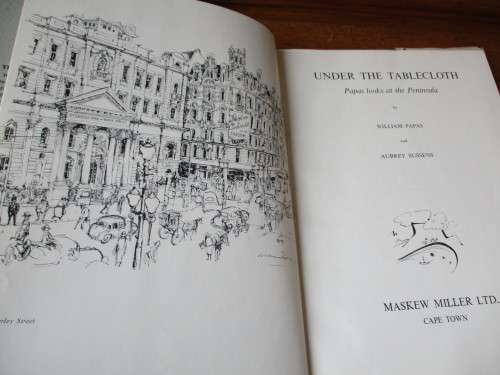 UNDER THE TABLECLOTH
Papas looks at the Peninsula
by
WILLIAM PAPAS
and
AUBREY SUSSENS
MASKEW MILLER LTD.
CAPE TOWN
Street